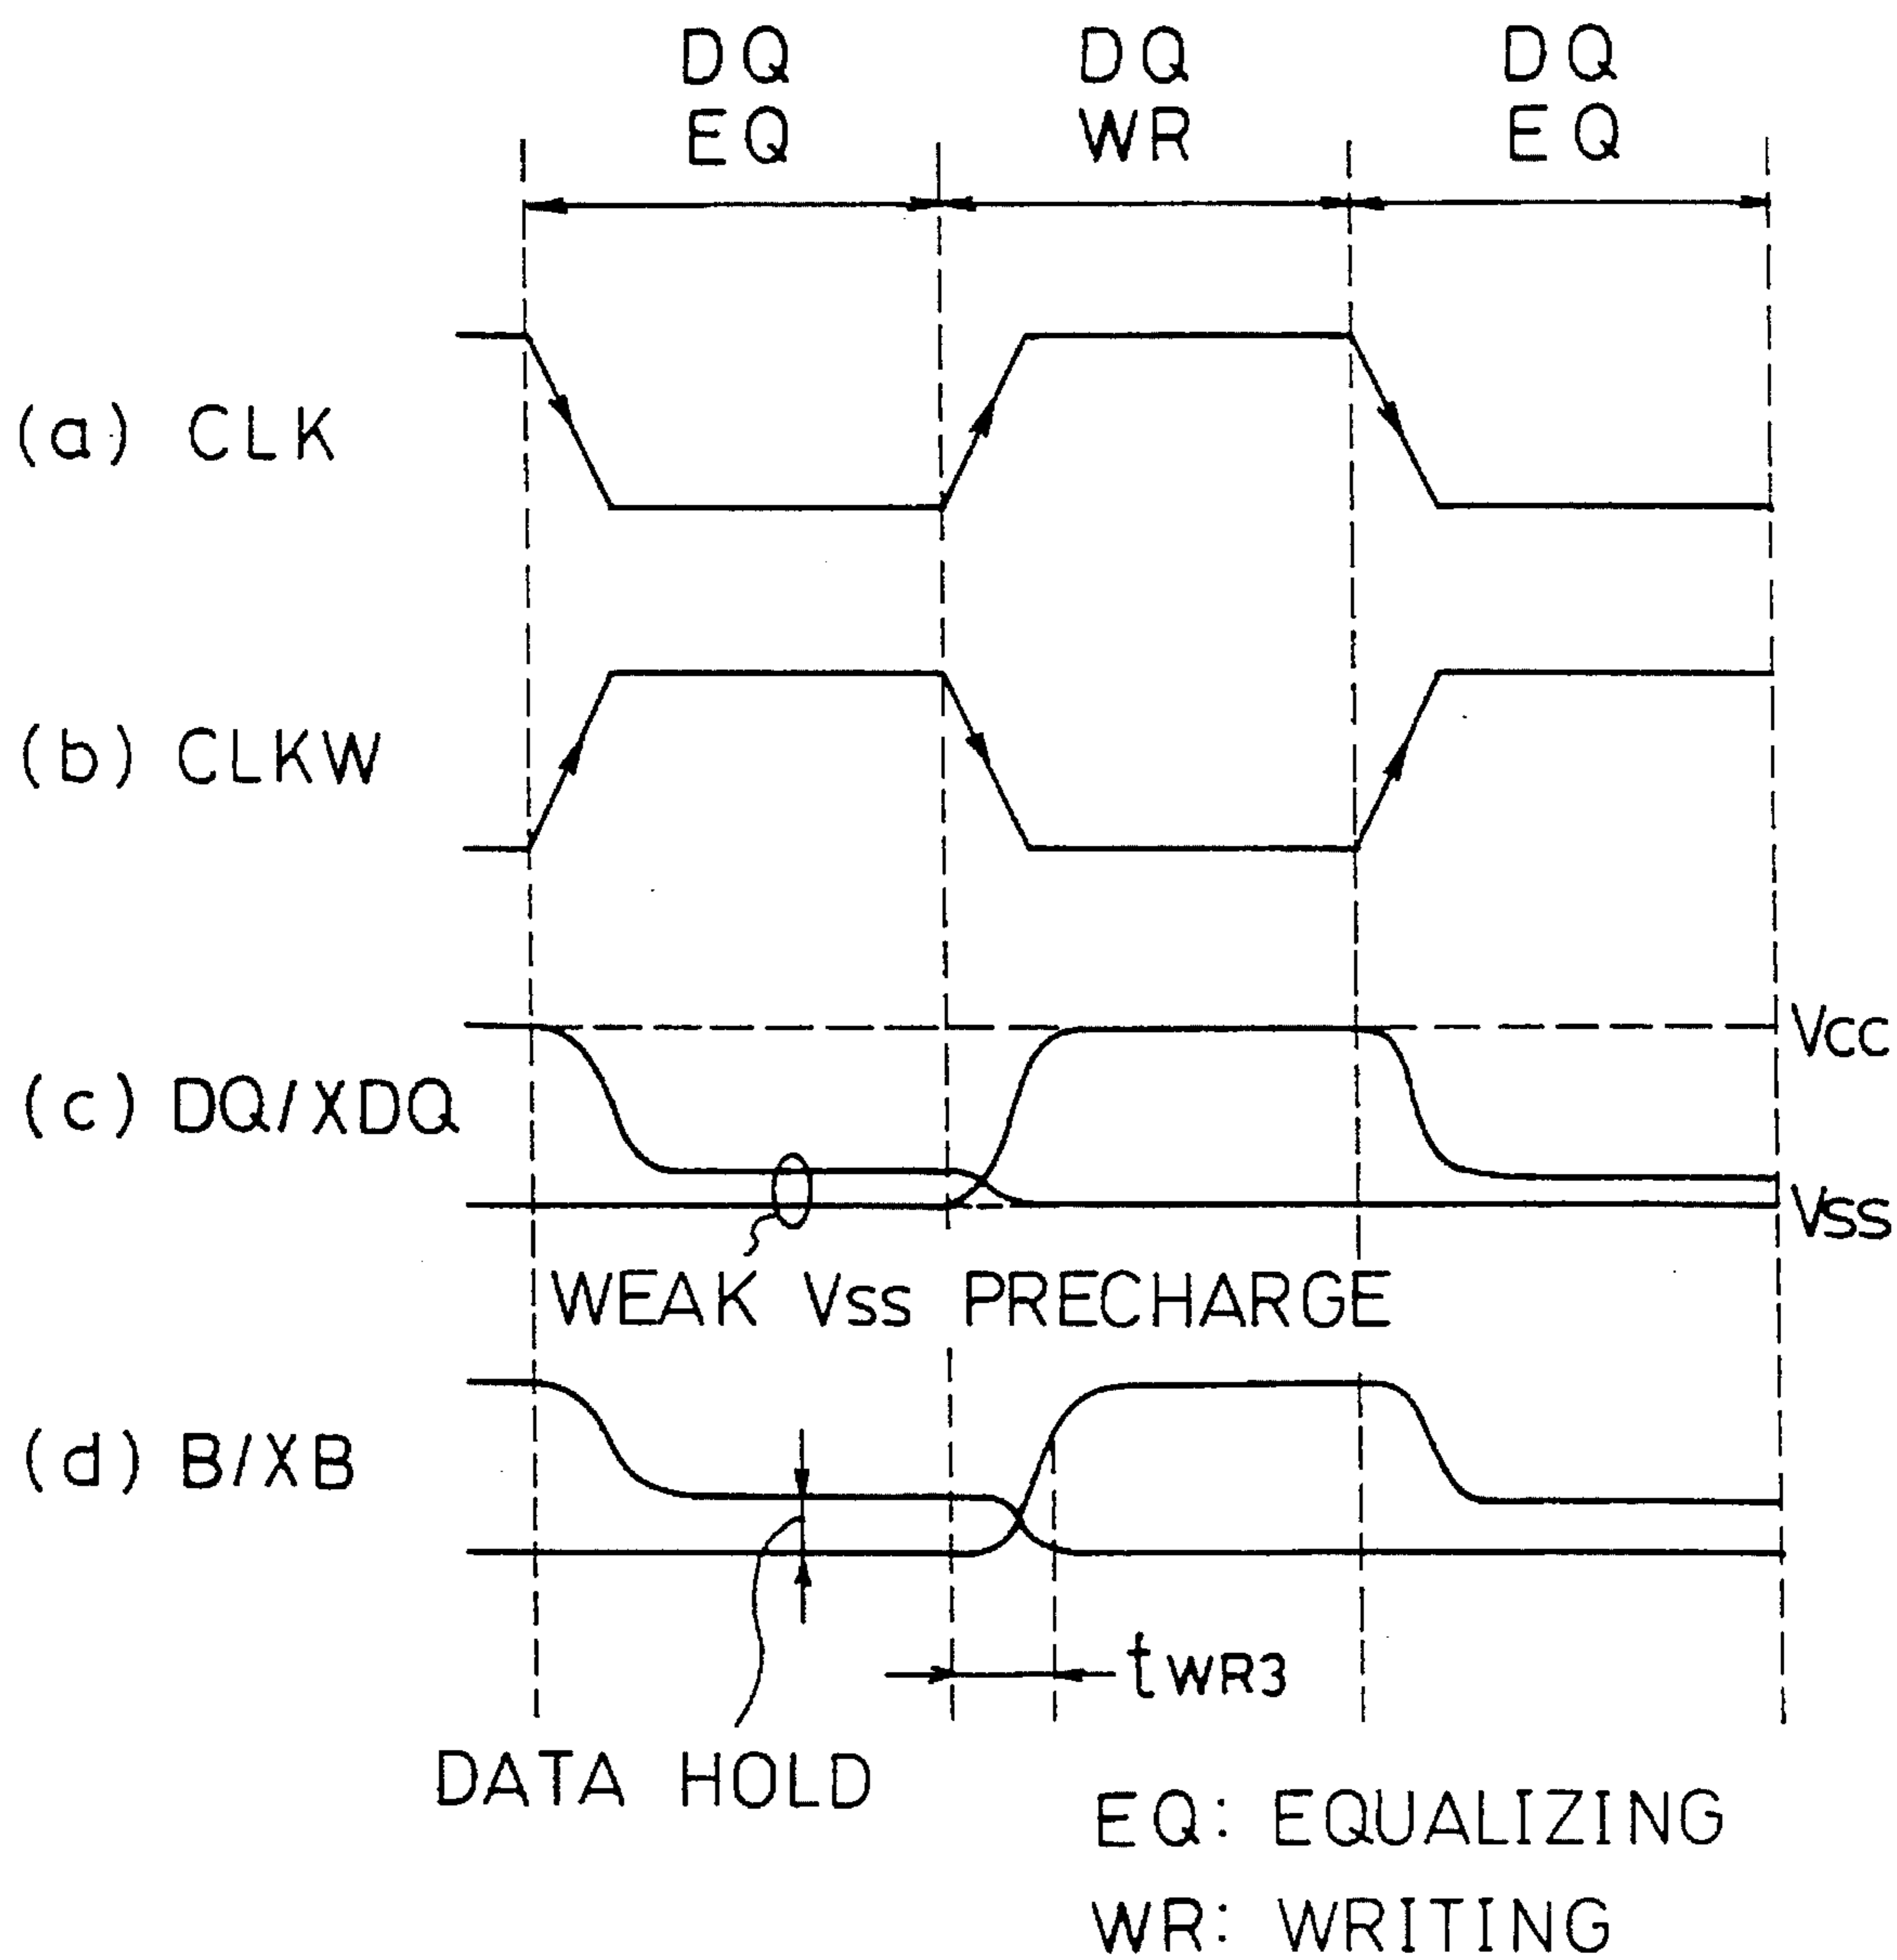 DQ DQ DQ
EQ WR EQ
(a) CLK
(b) CLKW
VCC
(c) DQ/XDQ
VSS
WEAK VSS PRECHARGE
(d) B/XB
tWR3
DATA HOLD
EQ: EQUALIZING
WR: WRITING